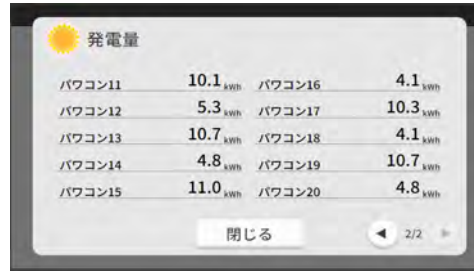 発電量
パワコン11 10.1 kWh パワコン16 4.1 kWh
パワコン12 5.3 kWh パワコン17 10.3 kWh
パワコン13 10.7 kWh パワコン18 4.1 kWh
パワコン14 4.8 kWh パワコン19 10.7 kWh
パワコン15 11.0 kWh パワコン20 4.8 kWh
閉じる ◀ 2/2 ▶